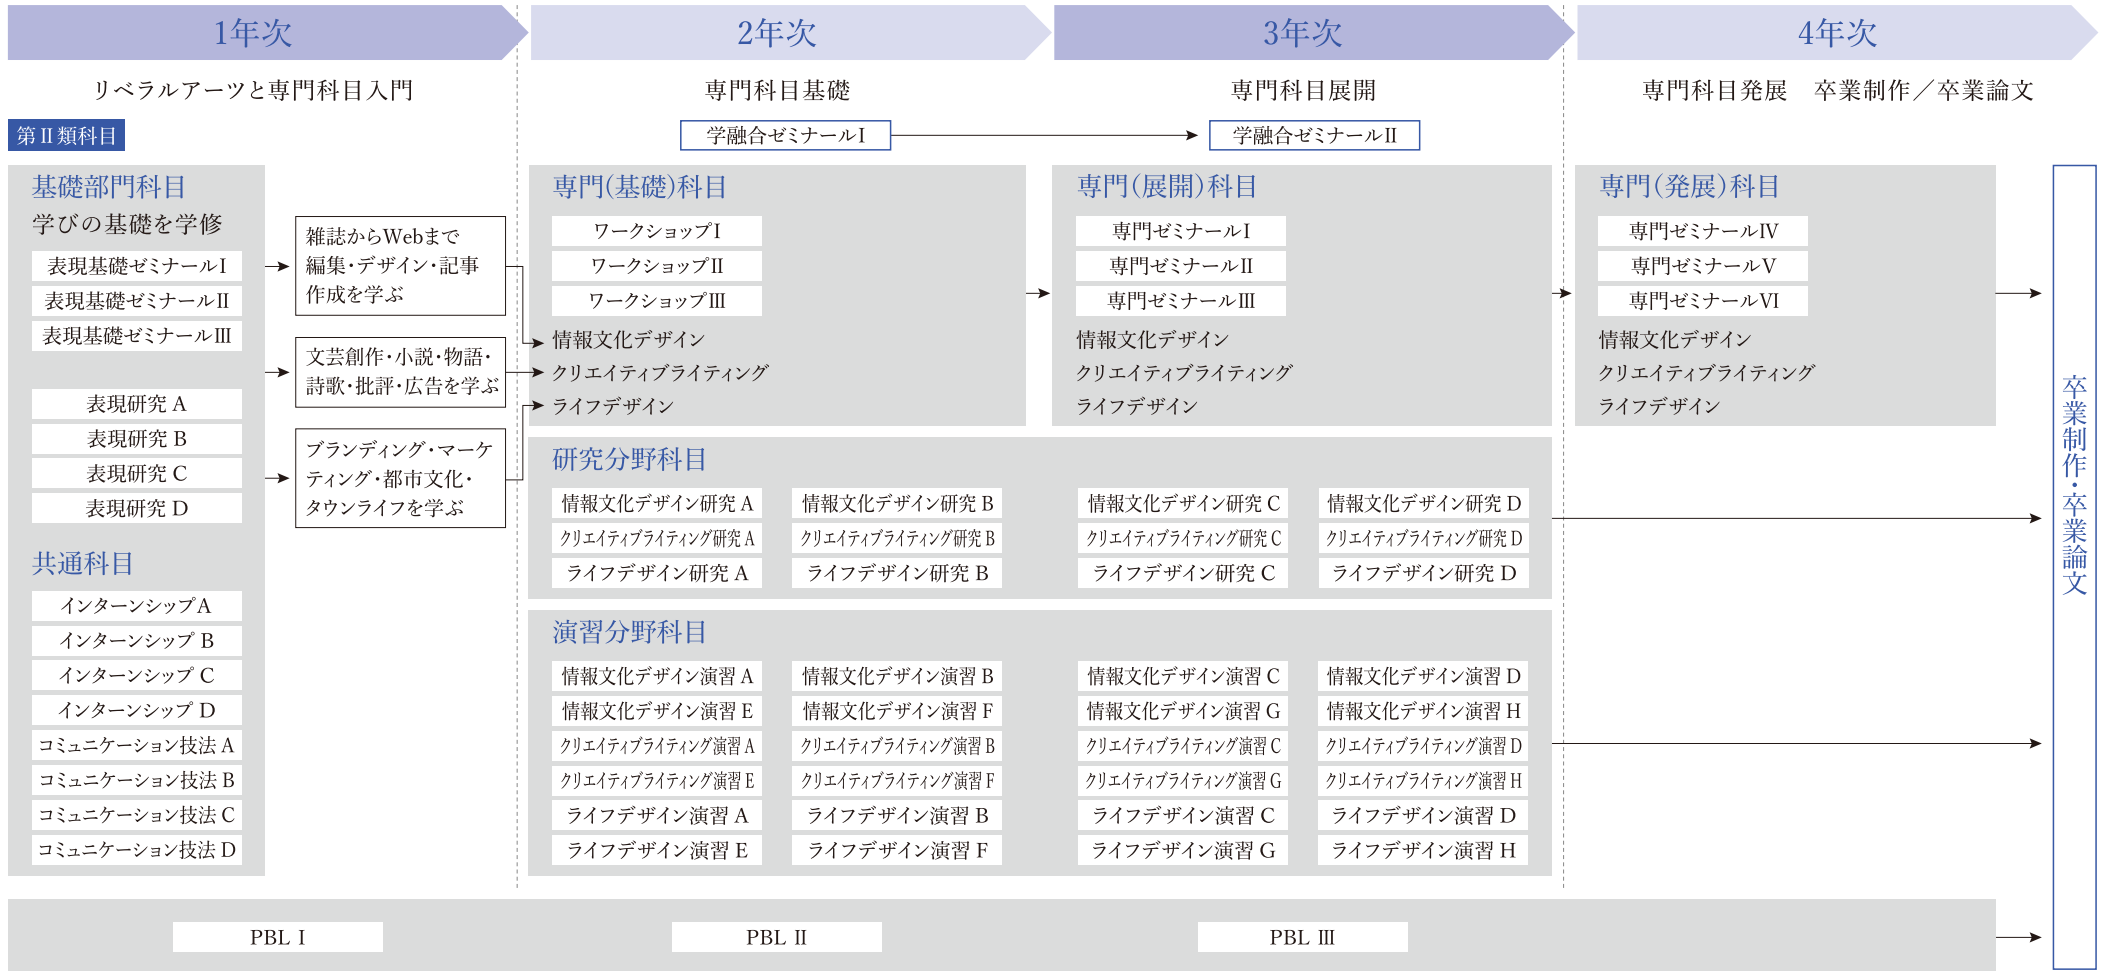 1年次
2年次
3年次
4年次
リベラルアーツと専門科目入門
専門科目基礎
専門科目展開
専門科目発展　卒業制作／卒業論文
第Ⅱ類科目
学融合ゼミナールⅠ
学融合ゼミナールⅡ
基礎部門科目
学びの基礎を学修
表現基礎ゼミナールⅠ
表現基礎ゼミナールⅡ
表現基礎ゼミナールⅢ
表現研究 A
表現研究 B
表現研究 C
表現研究 D
共通科目
インターンシップ A
インターンシップ B
インターンシップ C
インターンシップ D
コミュニケーション技法 A
コミュニケーション技法 B
コミュニケーション技法 C
コミュニケーション技法 D
雑誌からWebまで
編集・デザイン・記事
作成を学ぶ
文芸創作・小説・物語・
詩歌・批評・広告を学ぶ
ブランディング・マーケ
ティング・都市文化・
タウンライフを学ぶ
専門(基礎)科目
ワークショップⅠ
ワークショップⅡ
ワークショップⅢ
情報文化デザイン
クリエイティブライティング
ライフデザイン
専門(展開)科目
専門ゼミナールⅠ
専門ゼミナールⅡ
専門ゼミナールⅢ
情報文化デザイン
クリエイティブライティング
ライフデザイン
専門(発展)科目
専門ゼミナールⅣ
専門ゼミナールⅤ
専門ゼミナールⅥ
情報文化デザイン
クリエイティブライティング
ライフデザイン
研究分野科目
情報文化デザイン研究 A
情報文化デザイン研究 B
情報文化デザイン研究 C
情報文化デザイン研究 D
クリエイティブライティング研究 A
クリエイティブライティング研究 B
クリエイティブライティング研究 C
クリエイティブライティング研究 D
ライフデザイン研究 A
ライフデザイン研究 B
ライフデザイン研究 C
ライフデザイン研究 D
演習分野科目
情報文化デザイン演習 A
情報文化デザイン演習 B
情報文化デザイン演習 C
情報文化デザイン演習 D
情報文化デザイン演習 E
情報文化デザイン演習 F
情報文化デザイン演習 G
情報文化デザイン演習 H
クリエイティブライティング演習 A
クリエイティブライティング演習 B
クリエイティブライティング演習 C
クリエイティブライティング演習 D
クリエイティブライティング演習 E
クリエイティブライティング演習 F
クリエイティブライティング演習 G
クリエイティブライティング演習 H
ライフデザイン演習 A
ライフデザイン演習 B
ライフデザイン演習 C
ライフデザイン演習 D
ライフデザイン演習 E
ライフデザイン演習 F
ライフデザイン演習 G
ライフデザイン演習 H
卒業制作・卒業論文
PBL Ⅰ
PBL Ⅱ
PBL Ⅲ